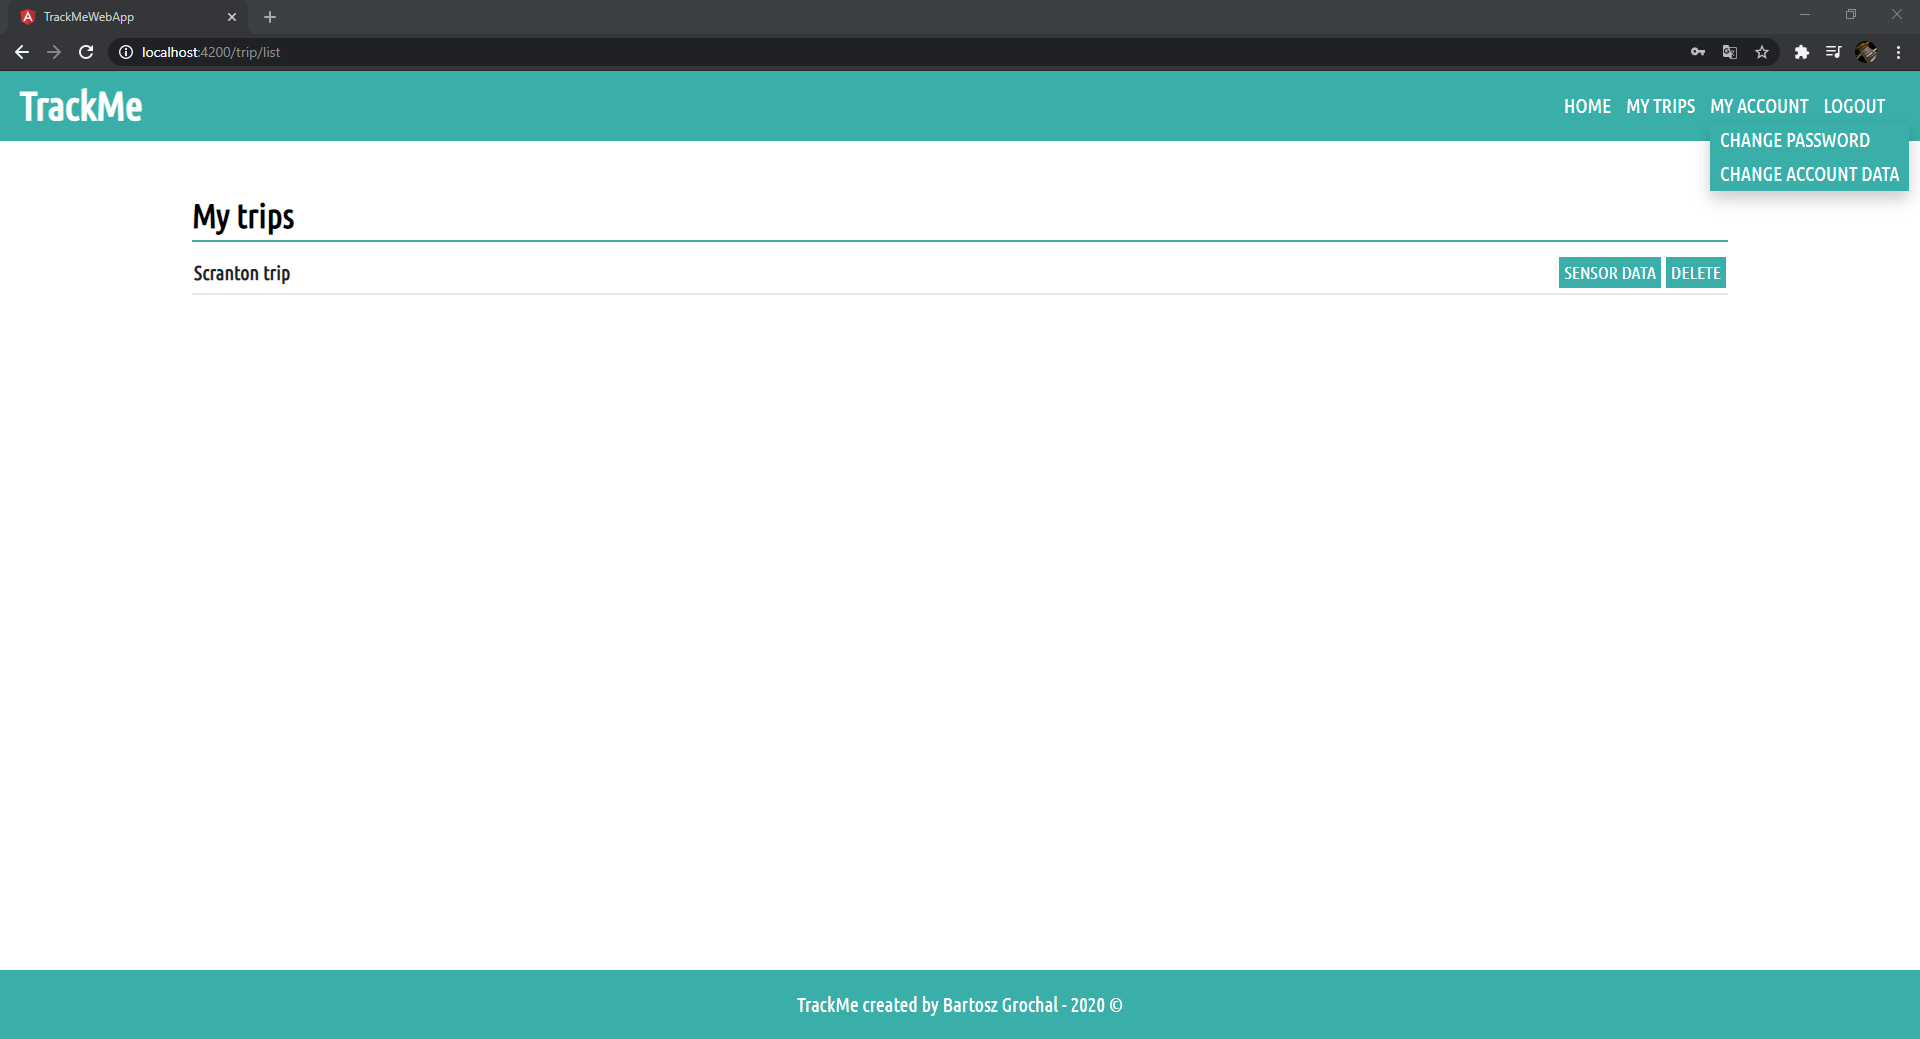 TrackMeWebApp
localhost:4200/trip/list
TrackMe
HOME MY TRIPS MY ACCOUNT LOGOUT
CHANGE PASSWORD
CHANGE ACCOUNT DATA
My trips
Scranton trip SENSOR DATA DELETE
TrackMe created by Bartosz Grochal - 2020 ©